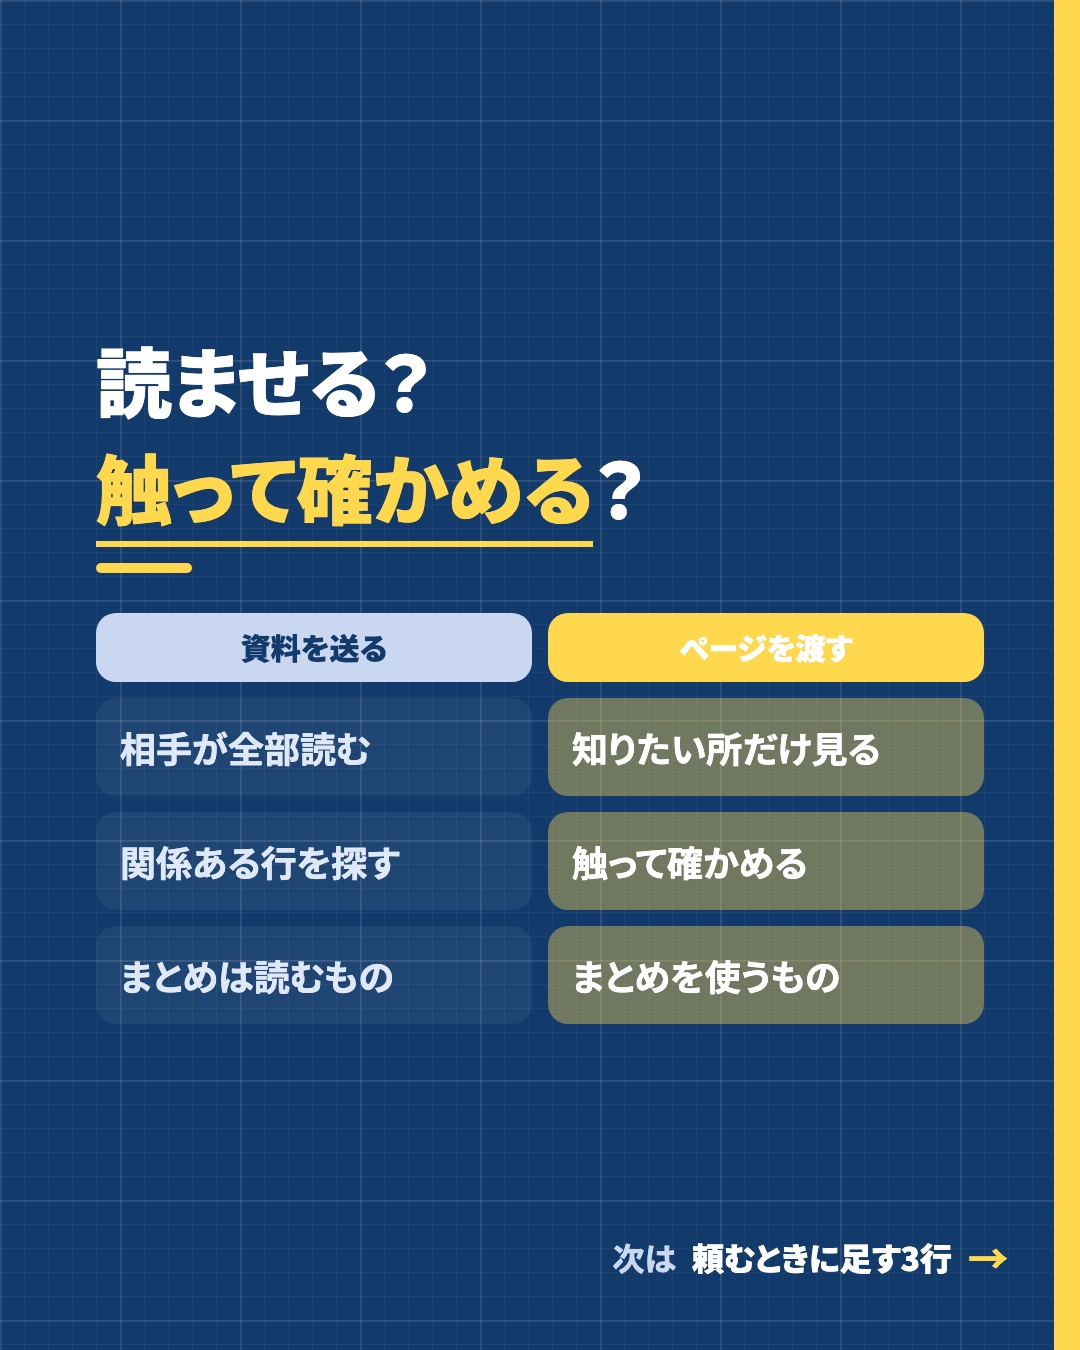 読ませる？
触って確かめる？
資料を送る
ページを渡す
相手が全部読む
知りたい所だけ見る
関係ある行を探す
触って確かめる
まとめは読むもの
まとめを使うもの
次は 頼むときに足す3行 →